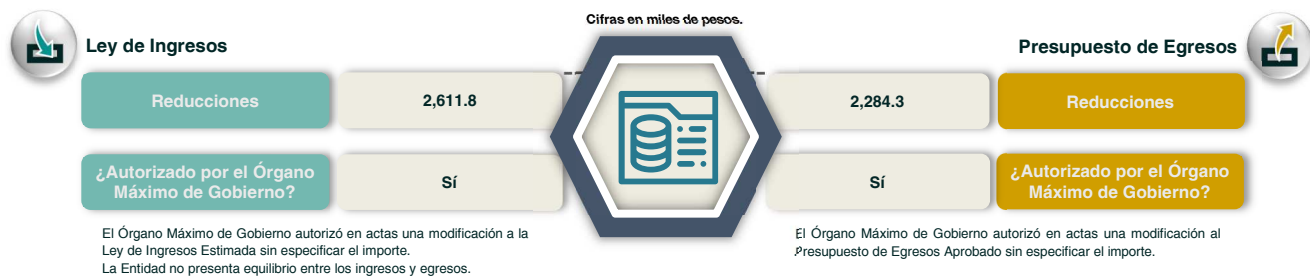 Cifras en miles de pesos.
Ley de Ingresos
Presupuesto de Egresos
Reducciones
2,611.8
2,284.3
Reducciones
¿Autorizado por el Órgano
Máximo de Gobierno?
Sí
Sí
¿Autorizado por el Órgano
Máximo de Gobierno?
El Órgano Máximo de Gobierno autorizó en actas una modificación a la
Ley de Ingresos Estimada sin especificar el importe.
La Entidad no presenta equilibrio entre los ingresos y egresos.
El Órgano Máximo de Gobierno autorizó en actas una modificación al
Presupuesto de Egresos Aprobado sin especificar el importe.